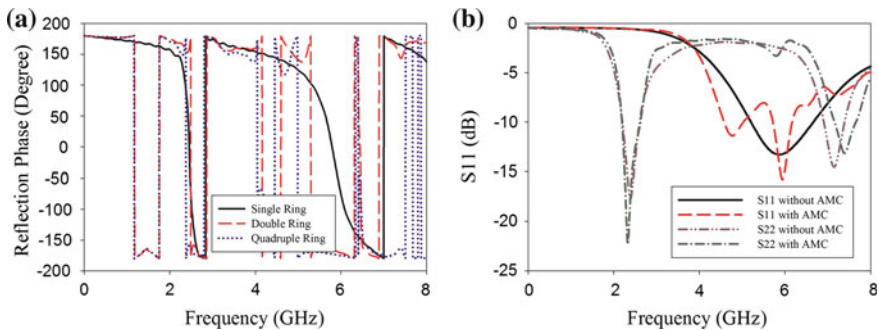 (a)
200
150
100
50
0
-50
-100
-150
-200
Reflection Phase (Degree)
Single Ring
Double Ring
Quadruple Ring
0
2
4
6
8
Frequency (GHz)
(b)
0
-5
-10
-15
-20
-25
S11 (dB)
S11 without AMC
S11 with AMC
S22 without AMC
S22 with AMC
0
2
4
6
8
Frequency (GHz)